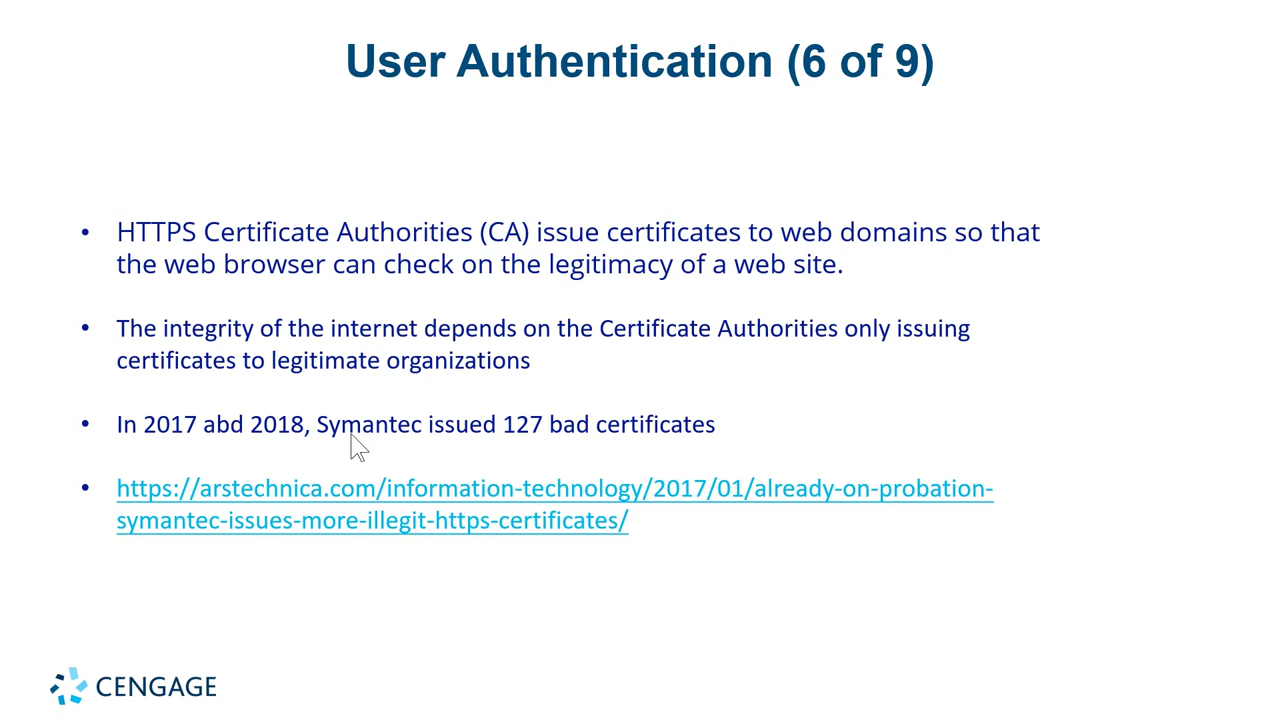 User Authentication (6 of 9)
• HTTPS Certificate Authorities (CA) issue certificates to web domains so that
the web browser can check on the legitimacy of a web site.
• The integrity of the internet depends on the Certificate Authorities only issuing
certificates to legitimate organizations
• In 2017 abd 2018, Symantec issued 127 bad certificates
• https://arstechnica.com/information-technology/2017/01/already-on-probation-
symantec-issues-more-illegit-https-certificates/
CENGAGE